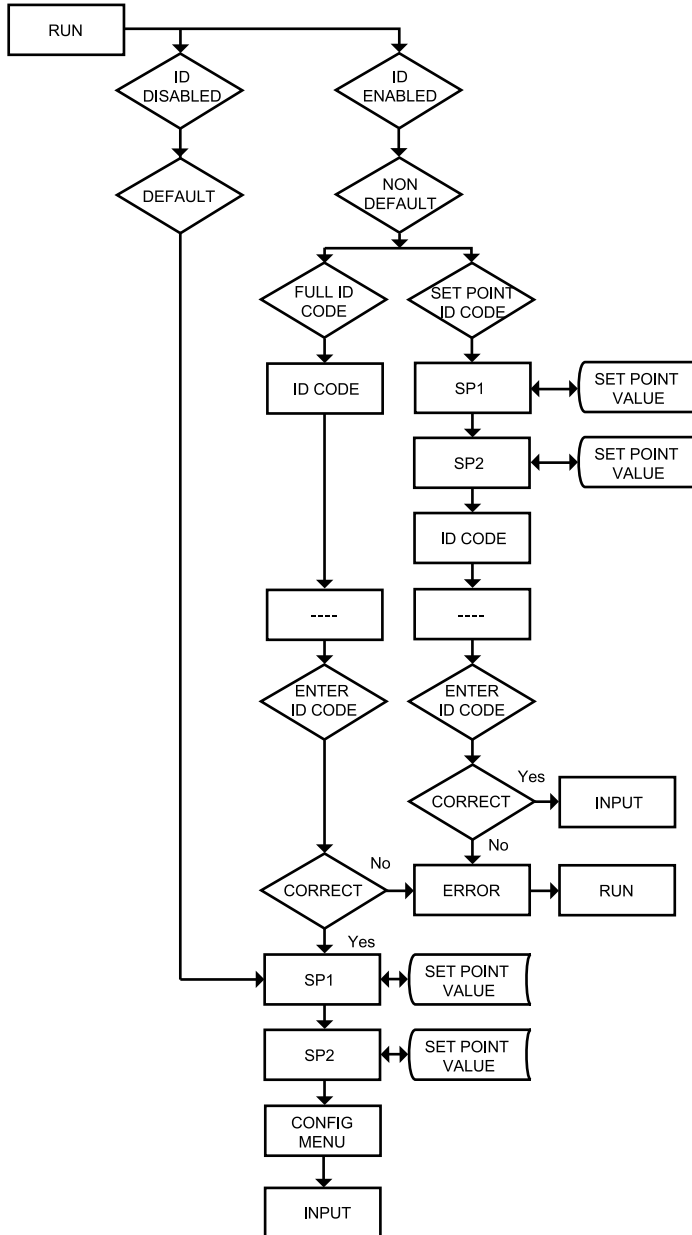 RUN
ID
DISABLED
ID
ENABLED
DEFAULT
NON
DEFAULT
FULL ID
CODE
SET POINT
ID CODE
ID CODE
SP1
SET POINT
VALUE
SP2
SET POINT
VALUE
ID CODE
----
----
ENTER
ID CODE
ENTER
ID CODE
CORRECT
Yes
INPUT
No
CORRECT
No
ERROR
RUN
Yes
SP1
SET POINT
VALUE
SP2
SET POINT
VALUE
CONFIG
MENU
INPUT